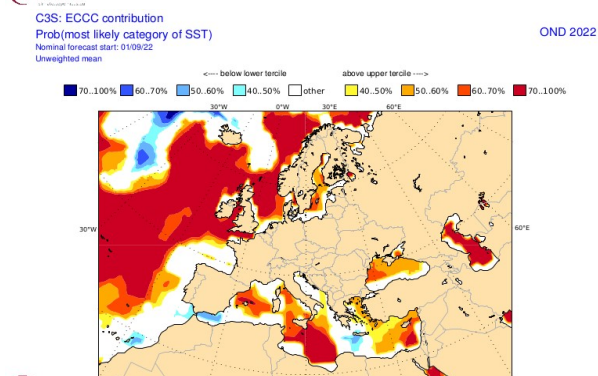 C3S: ECCC contribution
Prob(most likely category of SST)
OND 2022
Nominal forecast start: 01/09/22
Unweighted mean
<---- below lower tercile
above upper tercile ---->
70..100% 60..70% 50..60% 40..50% other 40..50% 50..60% 60..70% 70..100%
30°W 0°W 30°E 60°E
30°W
60°E